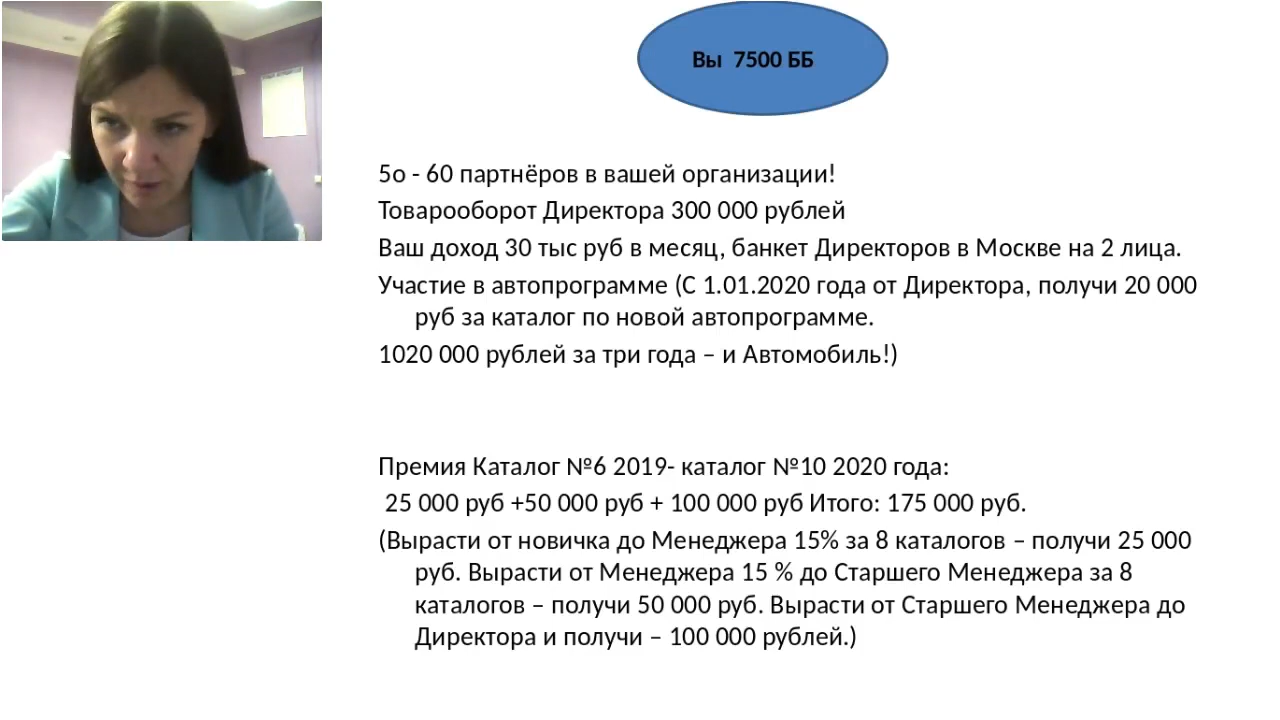 Вы  7500 ББ
5о - 60 партнёров в вашей организации!
Товарооборот Директора 300 000 рублей
Ваш доход 30 тыс руб в месяц, банкет Директоров в Москве на 2 лица.
Участие в автопрограмме (С 1.01.2020 года от Директора, получи 20 000
руб за каталог по новой автопрограмме.
1020 000 рублей за три года – и Автомобиль!)
Премия Каталог №6 2019- каталог №10 2020 года:
25 000 руб +50 000 руб + 100 000 руб Итого: 175 000 руб.
(Вырасти от новичка до Менеджера 15% за 8 каталогов – получи 25 000
руб. Вырасти от Менеджера 15 % до Старшего Менеджера за 8
каталогов – получи 50 000 руб. Вырасти от Старшего Менеджера до
Директора и получи – 100 000 рублей.)